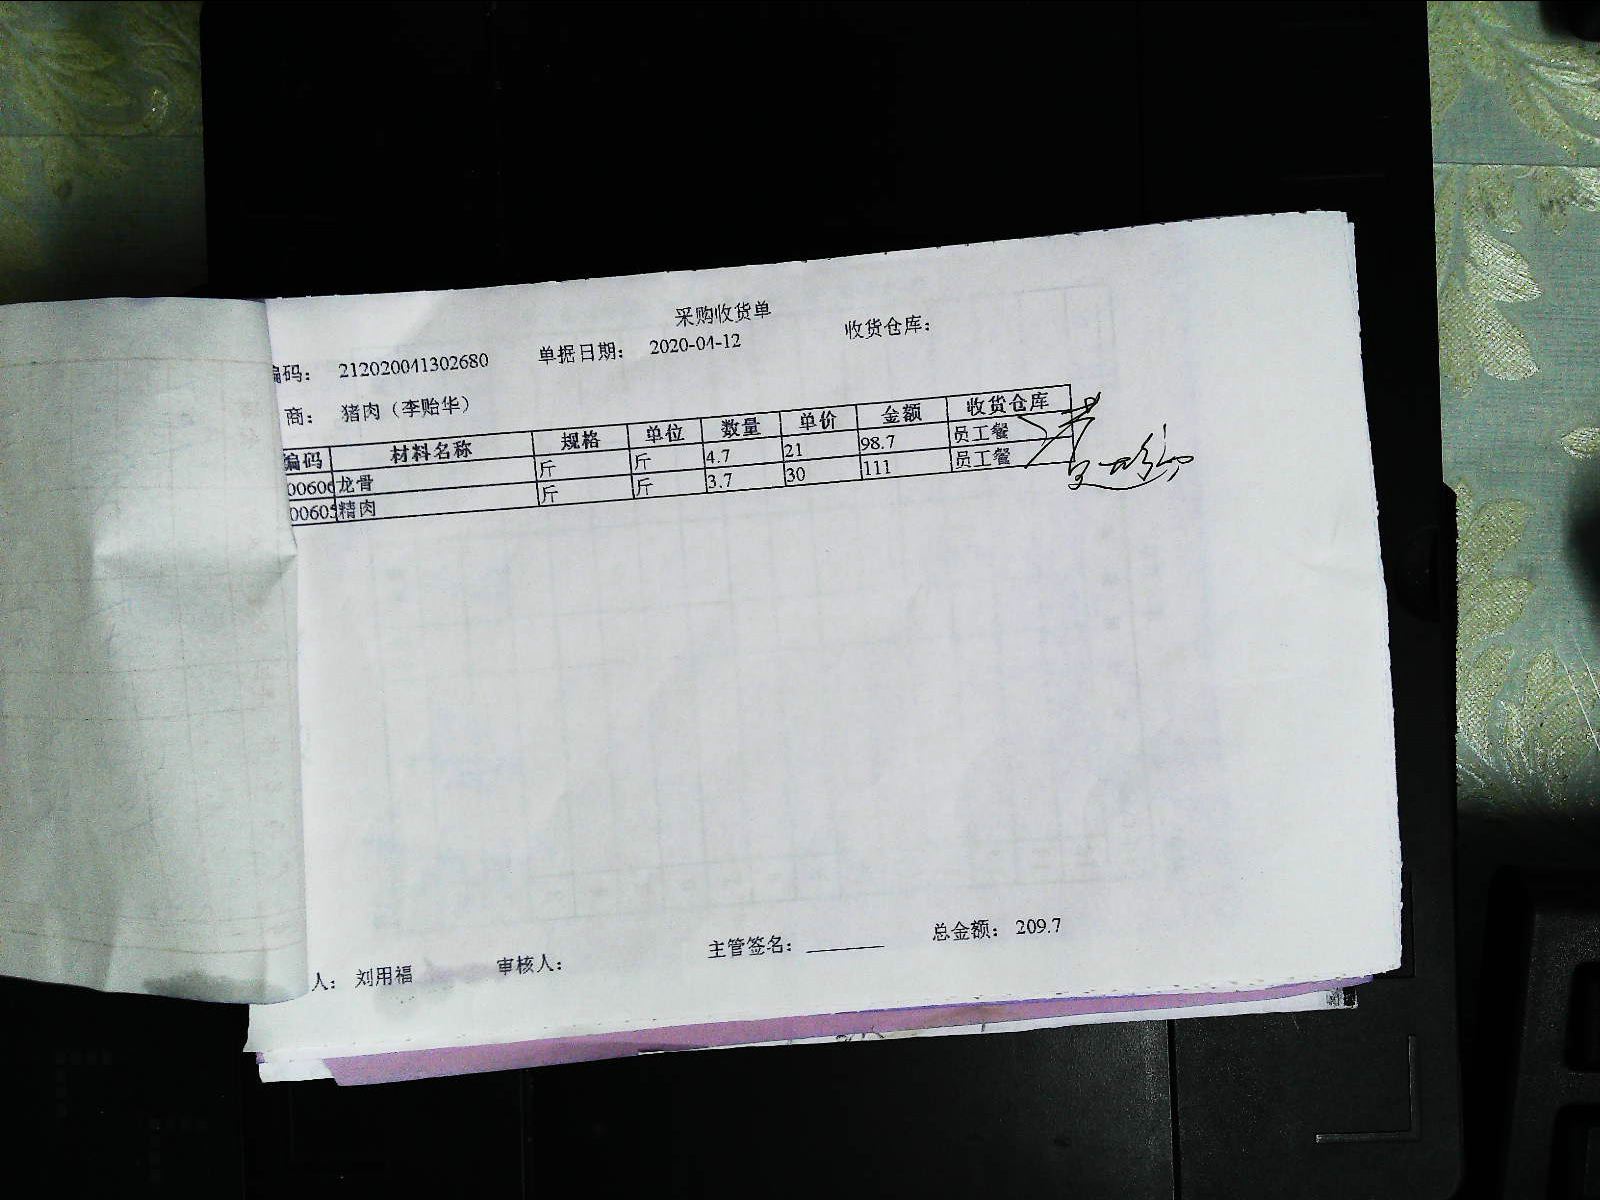 采购收货单
编码： 212020041302680 单据日期： 2020-04-12 收货仓库：
商： 猪肉（李贻华）
编码 材料名称 规格 单位 数量 单价 金额 收货仓库
00606 龙骨 斤 斤 4.7 21 98.7 员工餐
00605 精肉 斤 斤 3.7 30 111 员工餐
人： 刘用福 审核人： 主管签名： 总金额： 209.7